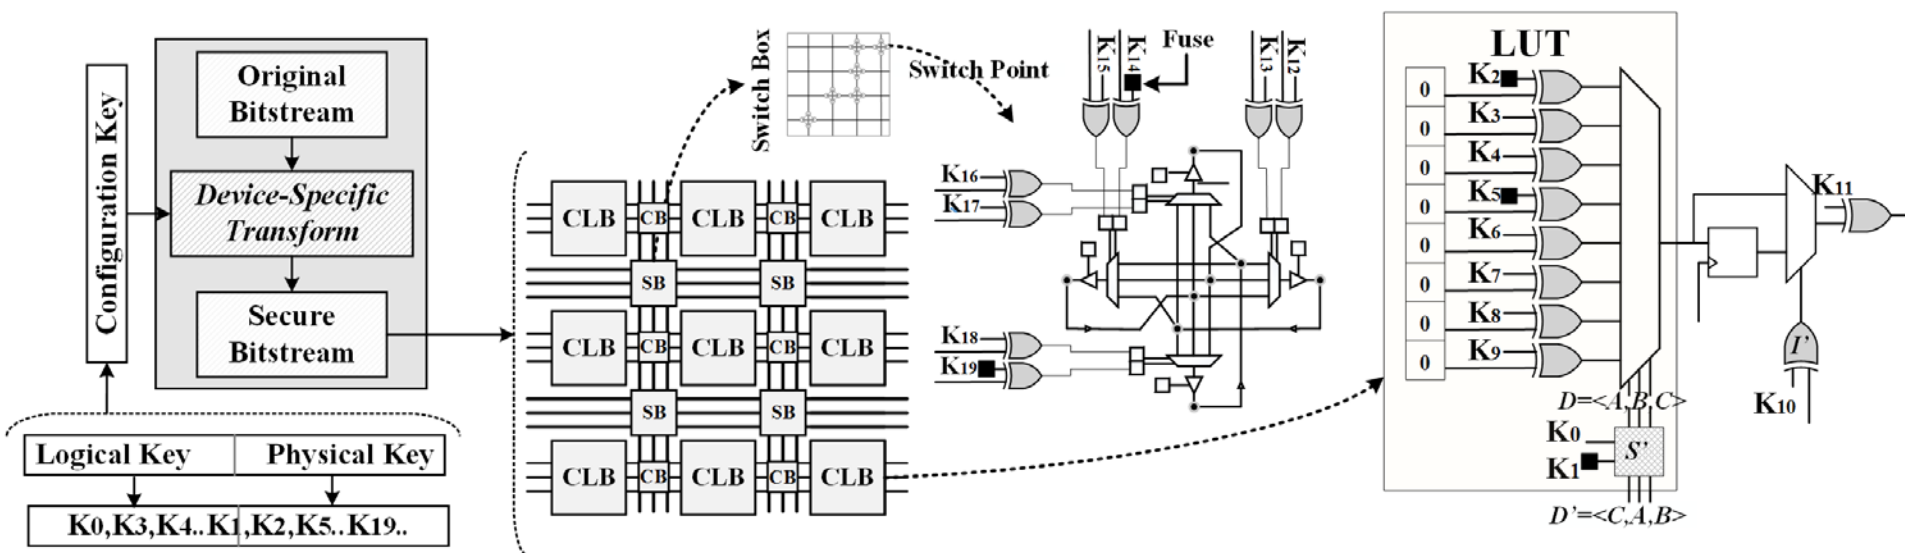 Configuration Key
Original
Bitstream
Device-Specific
Transform
Secure
Bitstream
Logical Key
Physical Key
K0,K3,K4..K1,K2,K5..K19..
CLB
CB
CLB
CB
CLB
SB
SB
CLB
CB
CLB
CB
CLB
SB
SB
CLB
CB
CLB
CB
CLB
Switch Box
Switch Point
K15
K14
Fuse
K13
K12
K16
K17
K18
K19
LUT
0
K2
0
K3
0
K4
0
K5
0
K6
0
K7
0
K8
0
K9
D=<A,B,C>
K0
K1
S'
D'=<C,A,B>
K11
I'
K10